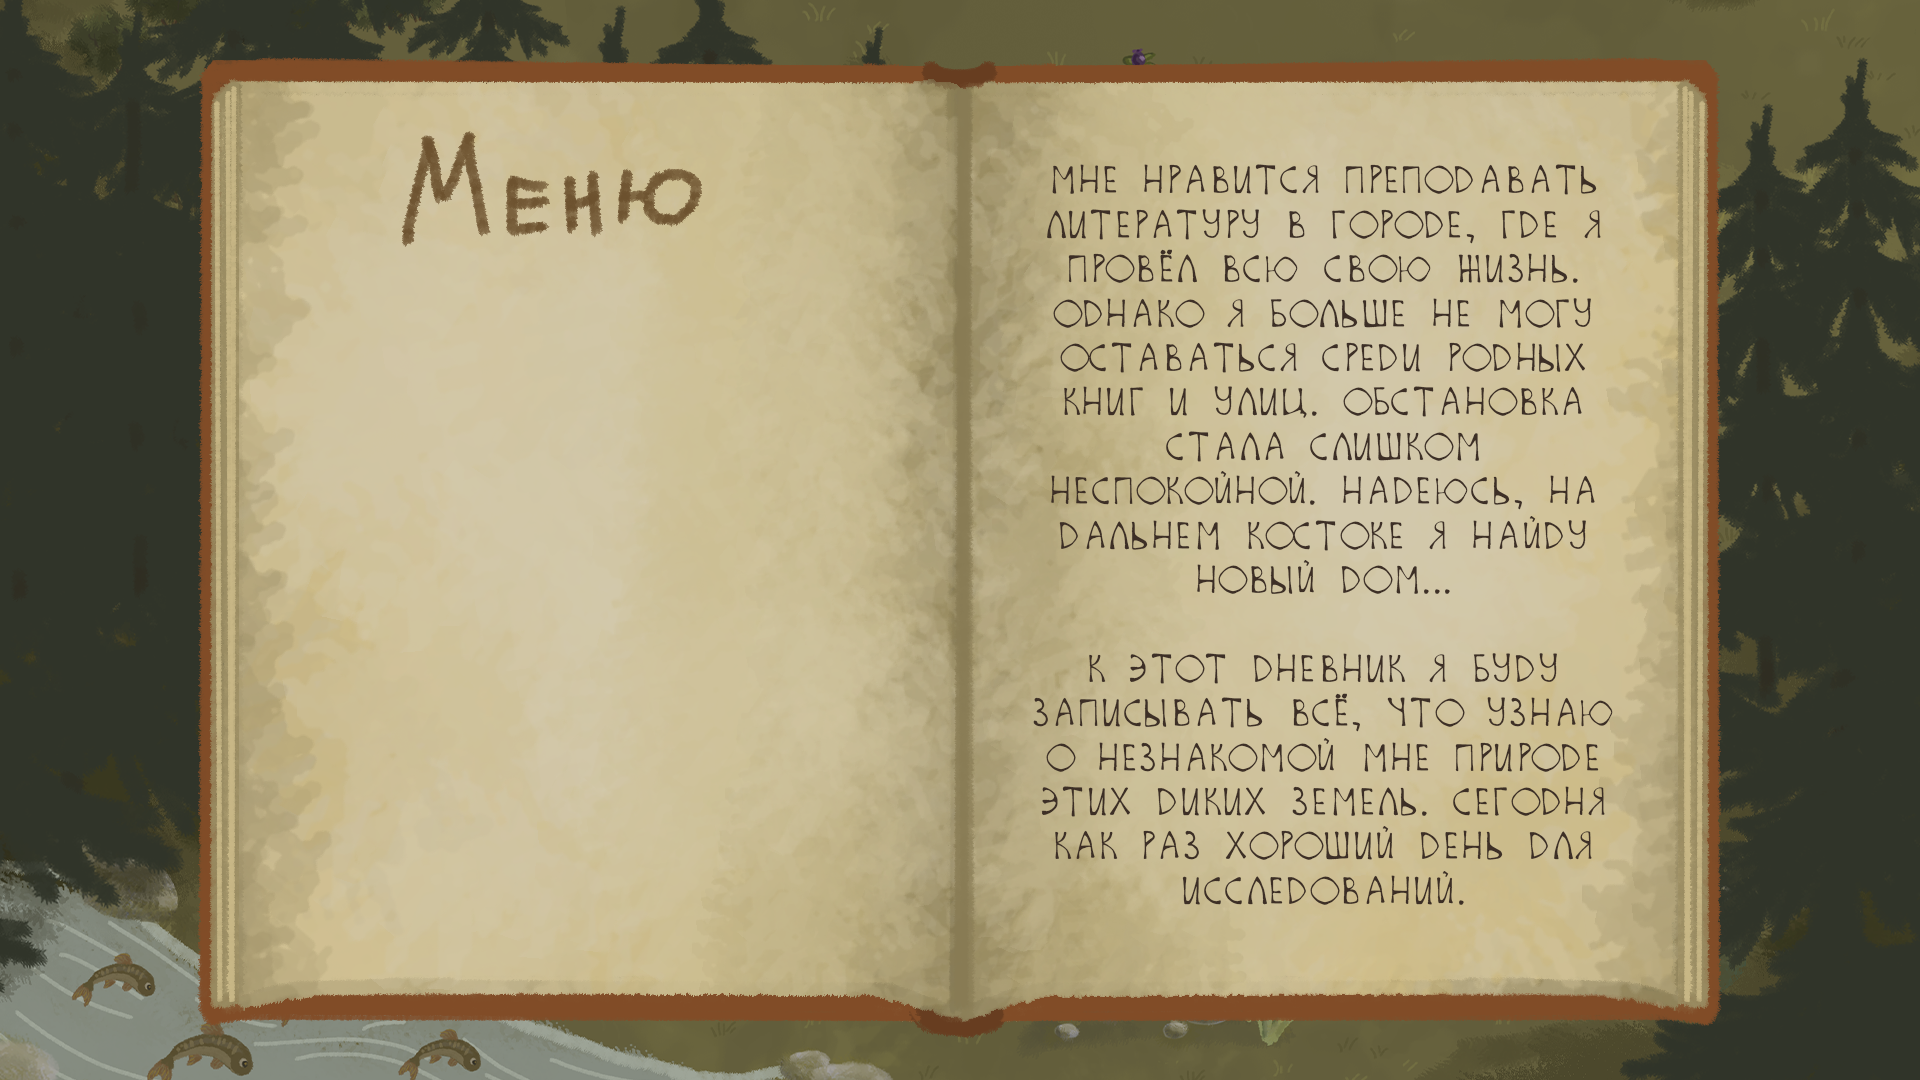 Меню
МНЕ НРАВИТСЯ ПРЕПОДАВАТЬ
ЛИТЕРАТУРУ В ГОРОДЕ, ГДЕ Я
ПРОВЁЛ ВСЮ СВОЮ ЖИЗНЬ.
ОДНАКО Я БОЛЬШЕ НЕ МОГУ
ОСТАВАТЬСЯ СРЕДИ РОДНЫХ
КНИГ И УЛИЦ. ОБСТАНОВКА
СТАЛА СЛИШКОМ
НЕСПОКОЙНОЙ. НАДЕЮСЬ, НА
ДАЛЬНЕМ КОСТОКЕ Я НАЙДУ
НОВЫЙ ДОМ...
К ЭТОТ ДНЕВНИК Я БУДУ
ЗАПИСЫВАТЬ ВСЁ, ЧТО УЗНАЮ
О НЕЗНАКОМОЙ МНЕ ПРИРОДЕ
ЭТИХ ДИКИХ ЗЕМЕЛЬ. СЕГОДНЯ
КАК РАЗ ХОРОШИЙ ДЕНЬ ДЛЯ
ИССЛЕДОВАНИЙ.